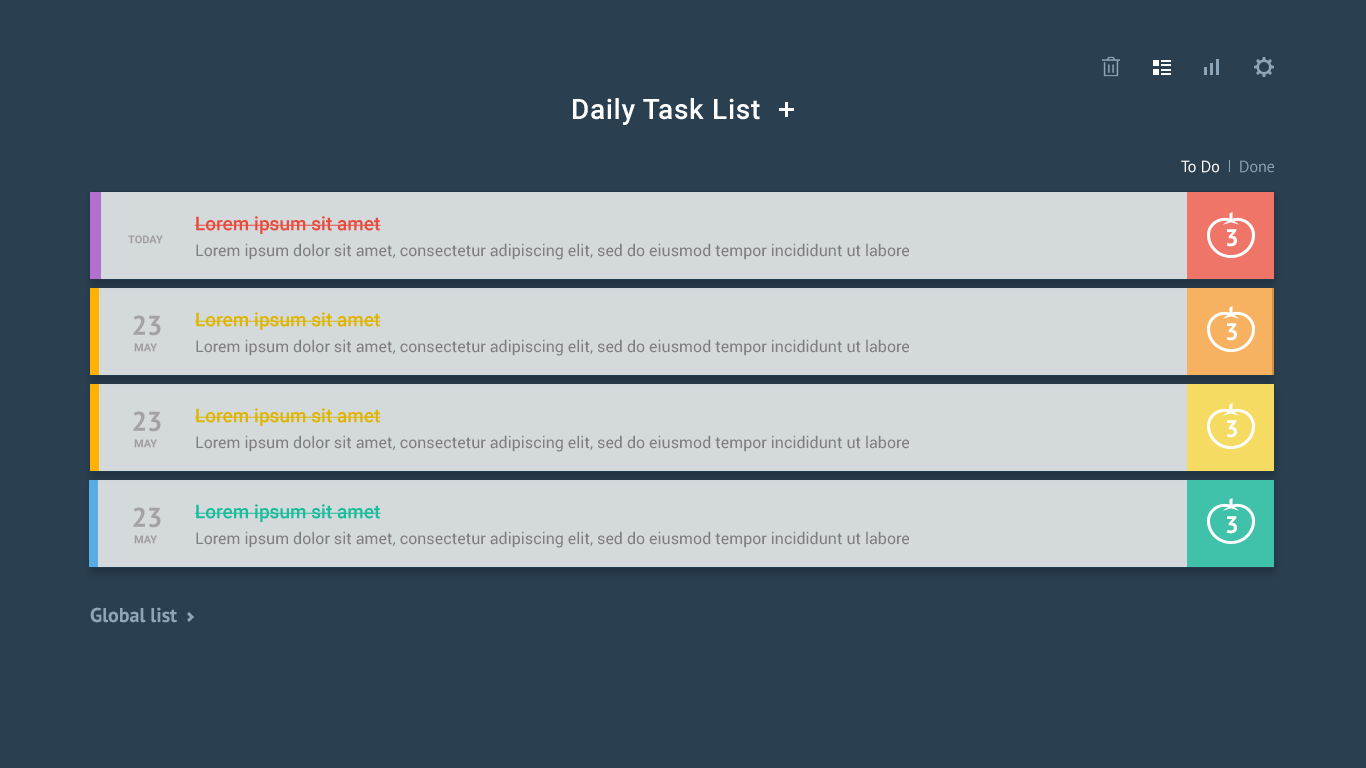 Daily Task List +
To Do | Done
TODAY
Lorem ipsum sit amet
Lorem ipsum dolor sit amet, consectetur adipiscing elit, sed do eiusmod tempor incididunt ut labore
3
23
MAY
Lorem ipsum sit amet
Lorem ipsum dolor sit amet, consectetur adipiscing elit, sed do eiusmod tempor incididunt ut labore
3
23
MAY
Lorem ipsum sit amet
Lorem ipsum dolor sit amet, consectetur adipiscing elit, sed do eiusmod tempor incididunt ut labore
3
23
MAY
Lorem ipsum sit amet
Lorem ipsum dolor sit amet, consectetur adipiscing elit, sed do eiusmod tempor incididunt ut labore
3
Global list >